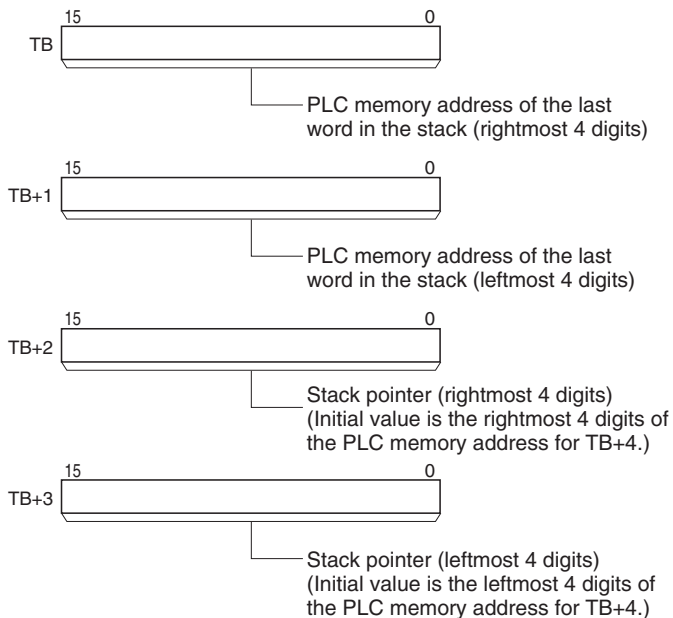 15 0
TB
PLC memory address of the last
word in the stack (rightmost 4 digits)
15 0
TB+1
PLC memory address of the last
word in the stack (leftmost 4 digits)
15 0
TB+2
Stack pointer (rightmost 4 digits)
(Initial value is the rightmost 4 digits of
the PLC memory address for TB+4.)
15 0
TB+3
Stack pointer (leftmost 4 digits)
(Initial value is the leftmost 4 digits of
the PLC memory address for TB+4.)